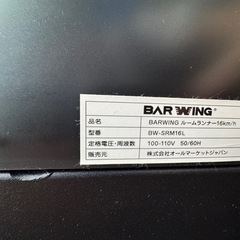 BARWING
品名 BARWING ルームランナー16km/h
型番 BW-SRM16L
定格電圧・周波数 100-110V 50/60H
販売元 株式会社オールマーケットジャパン